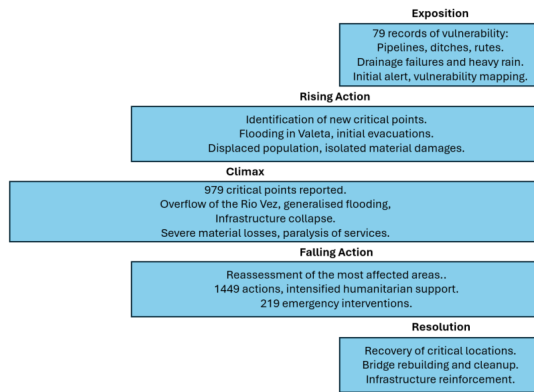 Exposition
79 records of vulnerability:
Pipelines, ditches, rutes.
Drainage failures and heavy rain.
Initial alert, vulnerability mapping.
Rising Action
Identification of new critical points.
Flooding in Valeta, initial evacuations.
Displaced population, isolated material damages.
Climax
979 critical points reported.
Overflow of the Rio Vez, generalised flooding,
Infrastructure collapse.
Severe material losses, paralysis of services.
Falling Action
Reassessment of the most affected areas..
1449 actions, intensified humanitarian support.
219 emergency interventions.
Resolution
Recovery of critical locations.
Bridge rebuilding and cleanup.
Infrastructure reinforcement.